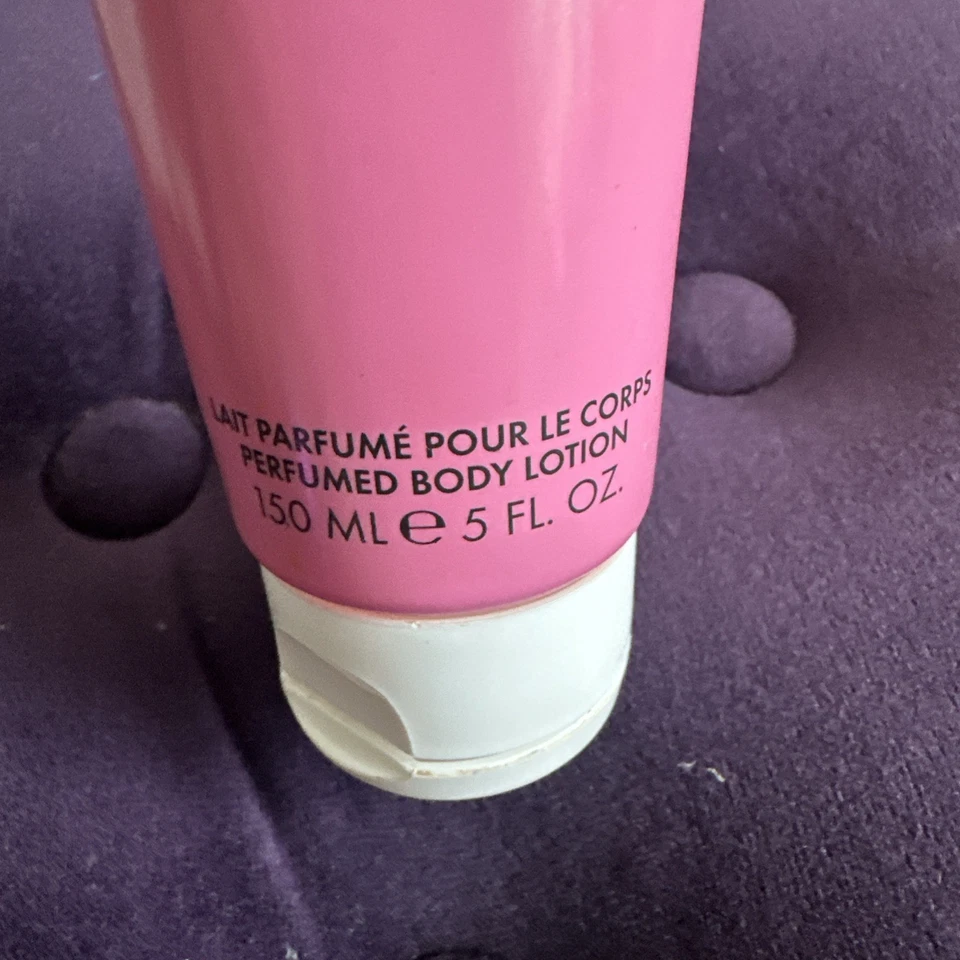 LAIT PARFUMÉ POUR LE CORPS
PERFUMED BODY LOTION
150 ML ℮ 5 FL. OZ.